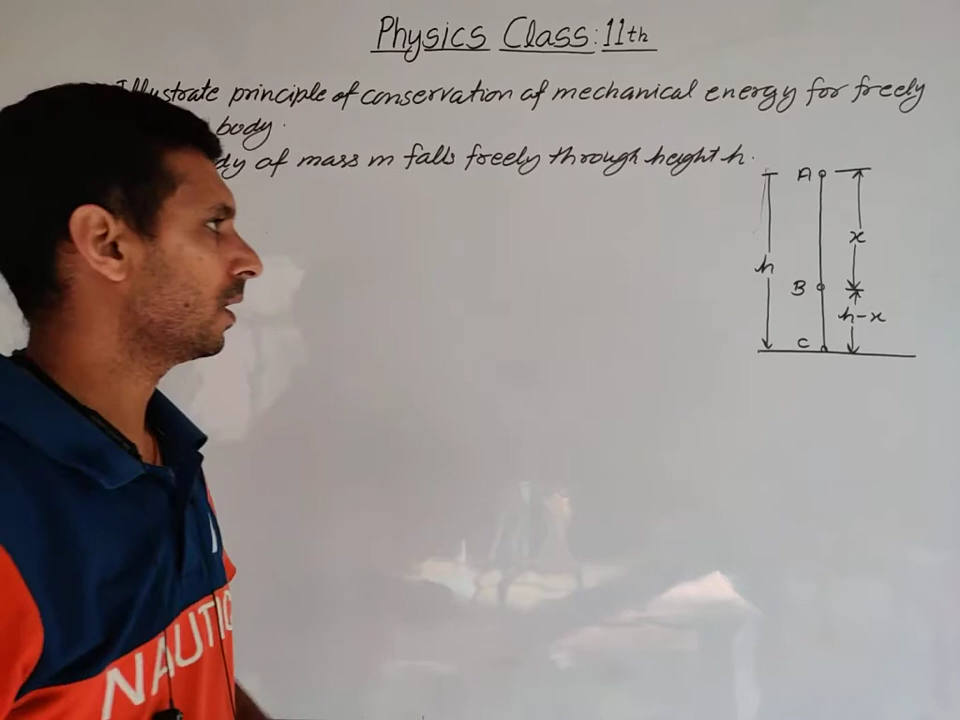 Physics Class: 11th
Illustrate principle of conservation of mechanical energy for freely
body.
of mass m falls freely through height h.
A
x
h
B
h-x
C
NAUTIC